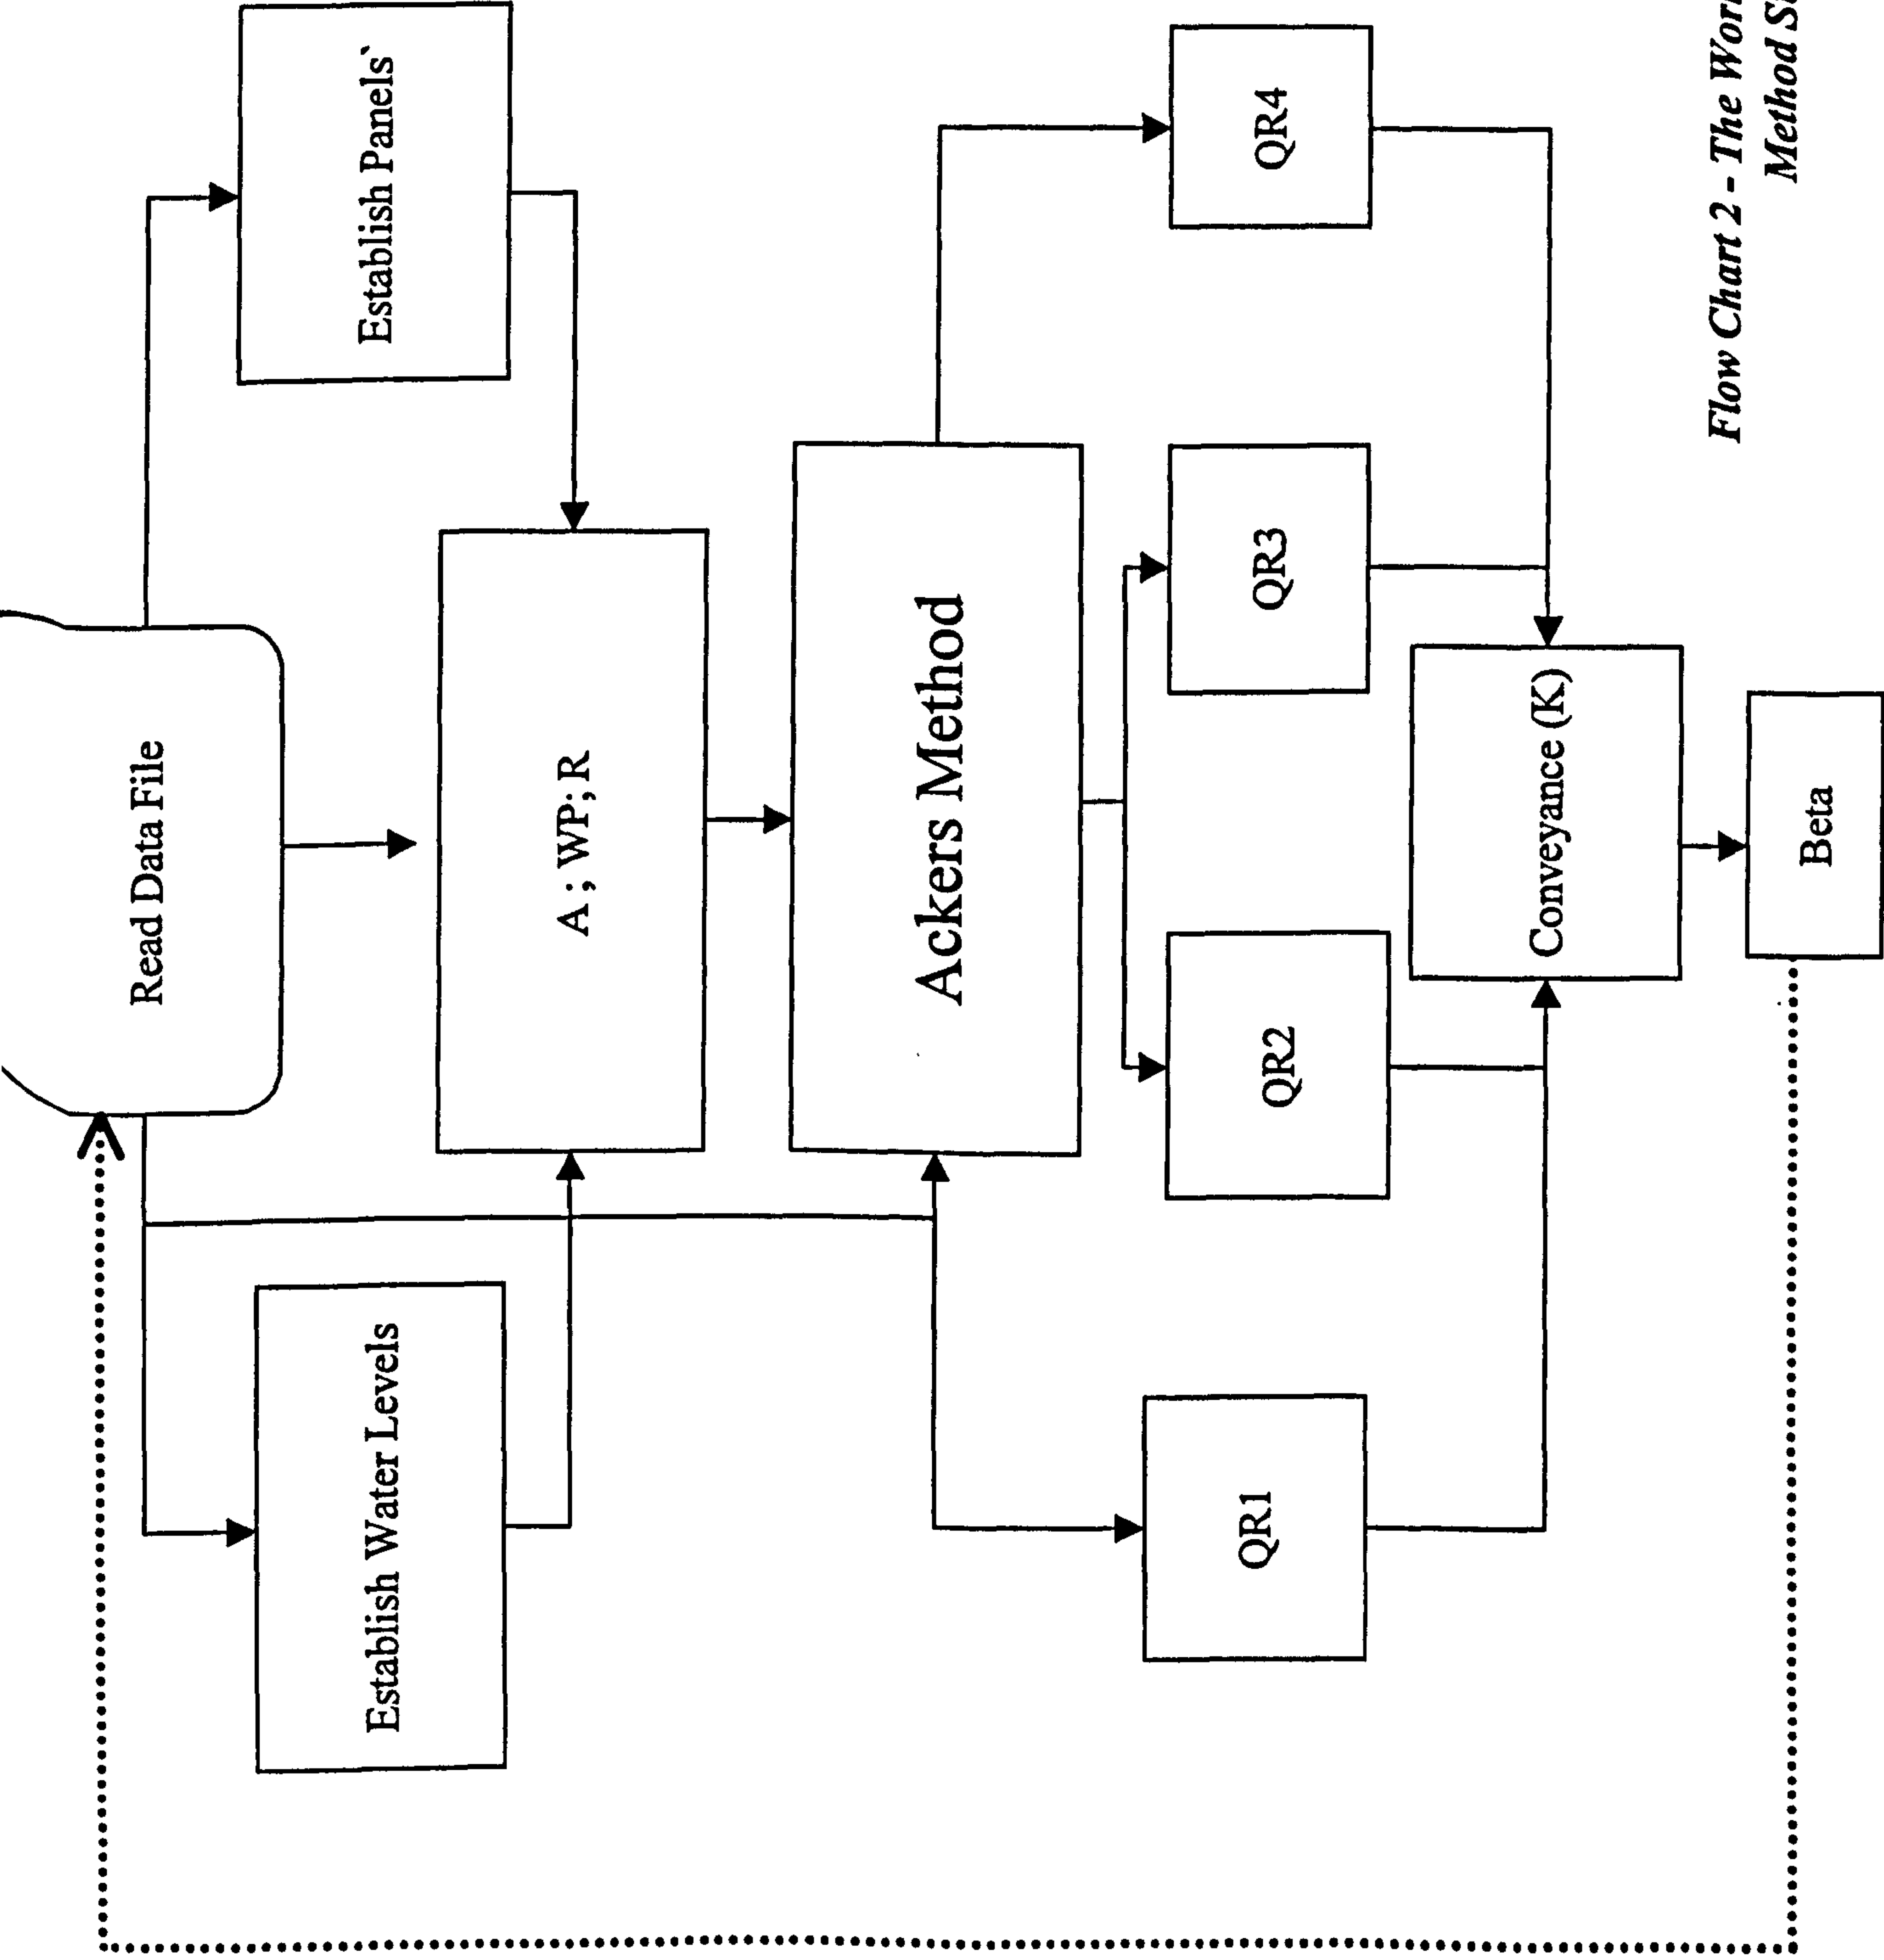 Read Data File
Establish Water Levels
Establish Panels`
A ; WP; R
Ackers Method
QR1
QR2
QR3
QR4
Conveyance (K)
Beta
Flow Chart 2 - The
Method